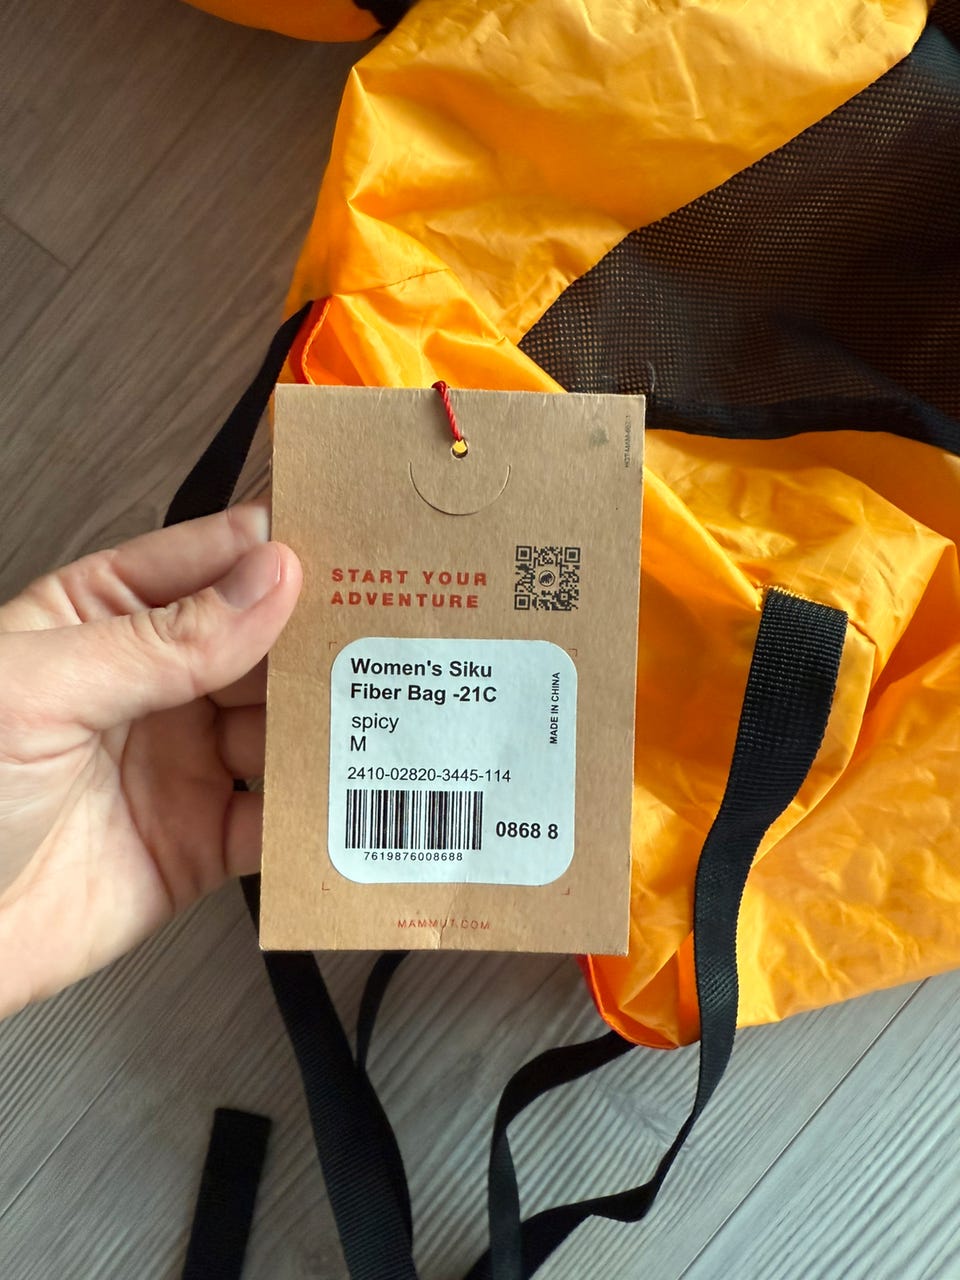 START YOUR
ADVENTURE
Women's Siku
Fiber Bag -21C
spicy
M
MADE IN CHINA
2410-02820-3445-114
0868 8
7619876008688
MAMMUT.COM